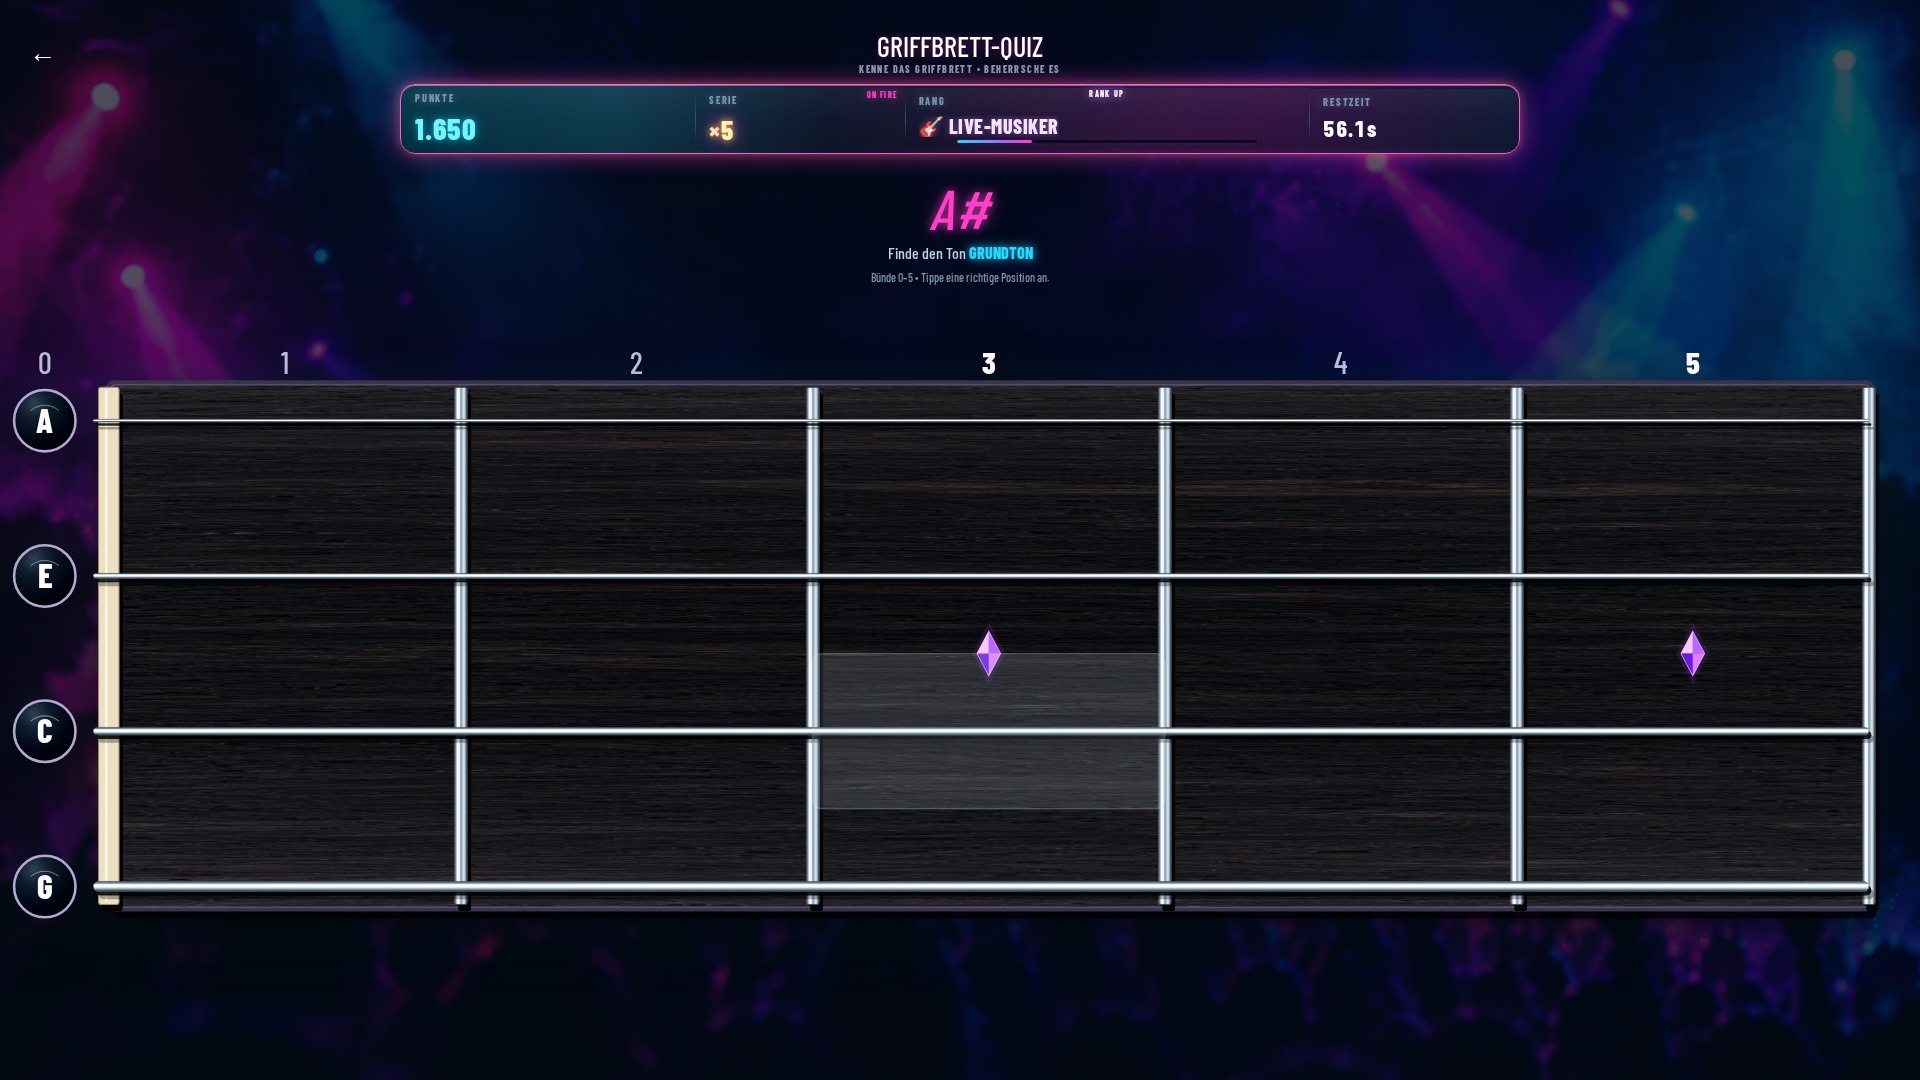 ←
GRIFFBRETT-QUIZ
KENNE DAS GRIFFBRETT • BEHERRSCHE ES
PUNKTE
1.650
SERIE
×5
ON FIRE
RANG
🎸 LIVE-MUSIKER
RANK UP
RESTZEIT
56.1s
A#
Finde den Ton GRUNDTON
Bünde 0–5 • Tippe eine richtige Position an.
0 1 2 3 4 5
A
E
C
G